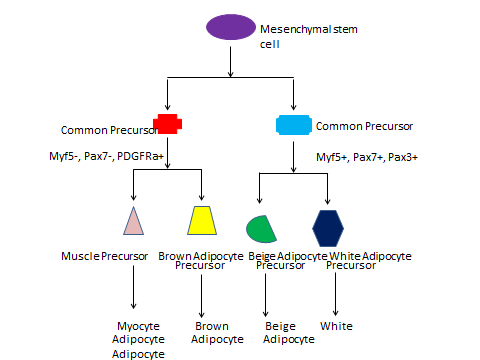 Mesenchymal stem
cell
Common Precursor
Common Precursor
Myf5-, Pax7-, PDGFRa+
Myf5+, Pax7+, Pax3+
Muscle Precursor
Brown Adipocyte
Precursor
Beige Adipocyte
Precursor
White Adipocyte
Precursor
Myocyte
Adipocyte
Adipocyte
Brown
Adipocyte
Beige
Adipocyte
White